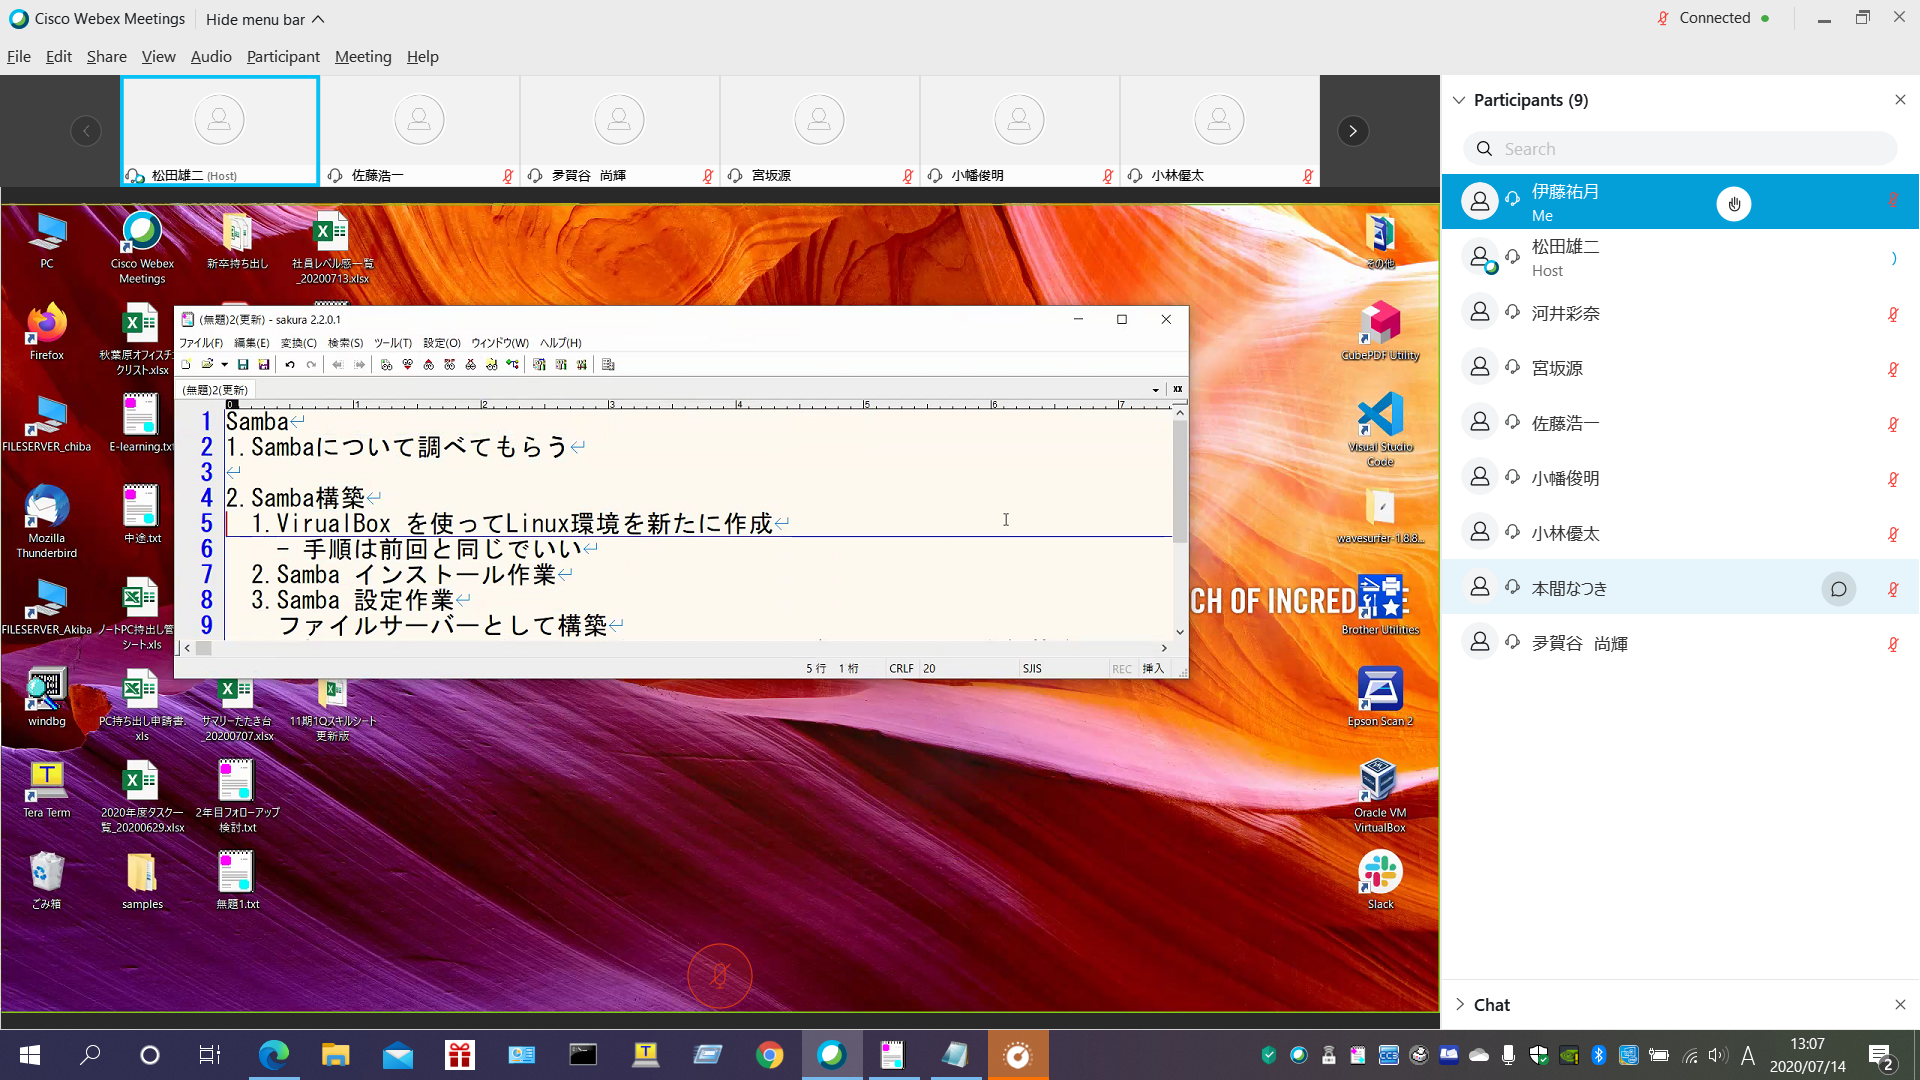 Cisco Webex Meetings
Hide menu bar
Connected
File Edit Share View Audio Participant Meeting Help
松田雄二 (Host)
佐藤浩一
夛賀谷 尚輝
宮坂源
小幡俊明
小林優太
Participants (9)
Search
伊藤祐月
Me
松田雄二
Host
河井彩奈
宮坂源
佐藤浩一
小幡俊明
小林優太
本間なつき
夛賀谷 尚輝
Chat
PC
Cisco Webex
Meetings
新卒持ち出し
社員レベル感一覧
_20200713.xlsx
Firefox
秋葉原オフィスチェ
クリスト.xlsx
FILESERVER_chiba
E-learning.txt
Mozilla
Thunderbird
中途.txt
FILESERVER_Akiba
ノートPC持出し管
シート.xls
windbg
PC持ち出し申請書.
xls
サマリーたたき台
_20200707.xlsx
11期1Qスキルシート
更新版
Tera Term
2020年度タスク一
覧_20200629.xlsx
2年目フォローアップ
検討.txt
ごみ箱
samples
無題1.txt
その他
CubePDF Utility
Visual Studio
Code
wavesurfer-1.8.8...
CH OF INCRED
Brother Utilities
Epson Scan 2
Oracle VM
VirtualBox
Slack
(無題)2(更新) - sakura 2.2.0.1
ファイル(F) 編集(E) 変換(C) 検索(S) ツール(T) 設定(O) ウィンドウ(W) ヘルプ(H)
(無題)2(更新)
0 1 2 3 4 5 6 7
1 Samba
2 1.Sambaについて調べてもらう
3
4 2.Samba構築
5 1.VirualBox を使ってLinux環境を新たに作成
6 - 手順は前回と同じでいい
7 2.Samba インストール作業
8 3.Samba 設定作業
9 ファイルサーバーとして構築
5 行 1 桁 CRLF 20 SJIS REC 挿入
A
13:07
2020/07/14
2